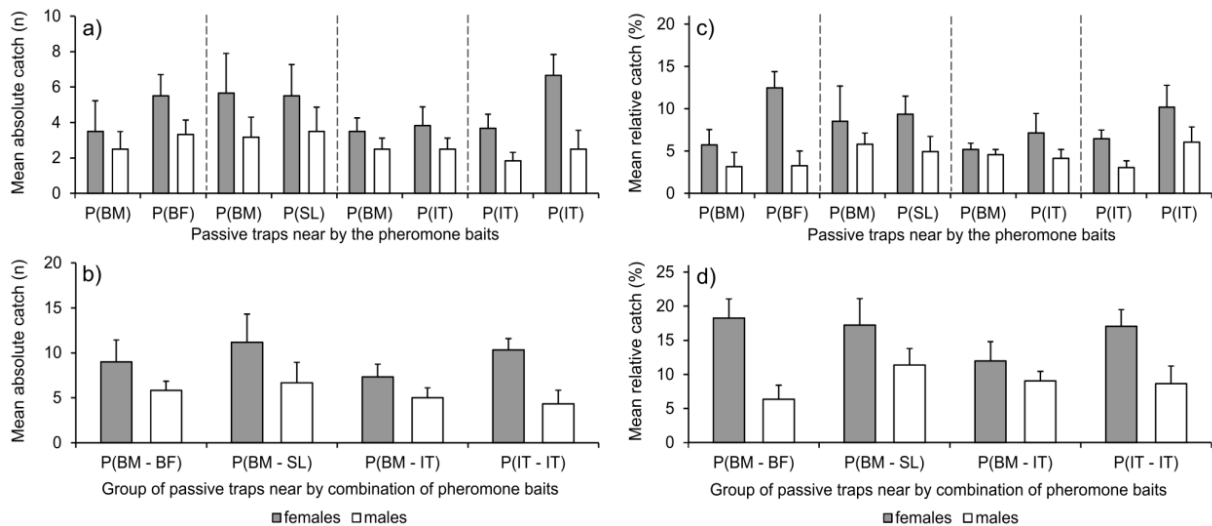 a)
Mean absolute catch (n)
10
8
6
4
2
0
P(BM) P(BF) P(BM) P(SL) P(BM) P(IT) P(IT) P(IT)
Passive traps near by the pheromone baits
c)
Mean relative catch (%)
20
15
10
5
0
P(BM) P(BF) P(BM) P(SL) P(BM) P(IT) P(IT) P(IT)
Passive traps near by the pheromone baits
b)
Mean absolute catch (n)
20
15
10
5
0
P(BM - BF) P(BM - SL) P(BM - IT) P(IT - IT)
Group of passive traps near by combination of pheromone baits
females males
d)
Mean relative catch (%)
25
20
15
10
5
0
P(BM - BF) P(BM - SL) P(BM - IT) P(IT - IT)
Group of passive traps near by combination of pheromone baits
females males